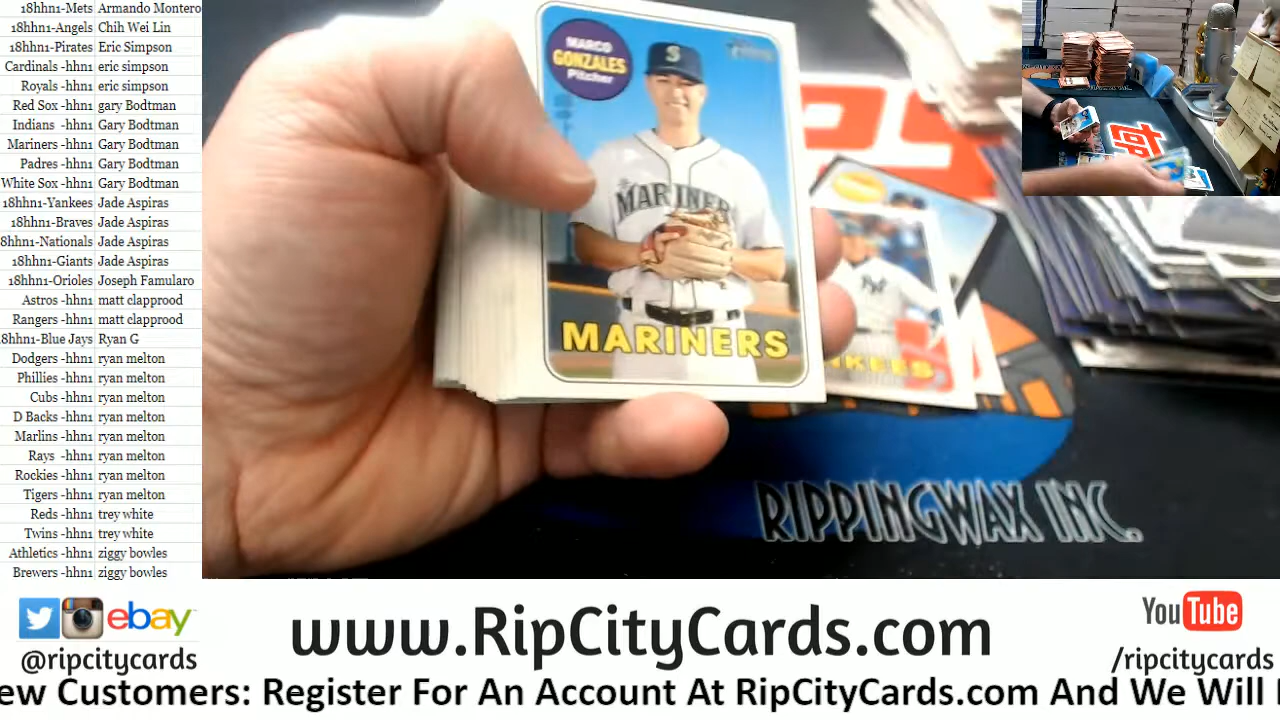 18hhn1-Mets Armando Montero
18hhn1-Angels Chih Wei Lin
18hhn1-Pirates Eric Simpson
Cardinals -hhn1 eric simpson
Royals -hhn1 eric simpson
Red Sox -hhn1 gary Bodtman
Indians -hhn1 Gary Bodtman
Mariners -hhn1 Gary Bodtman
Padres -hhn1 Gary Bodtman
White Sox -hhn1 Gary Bodtman
18hhn1-Yankees Jade Aspiras
18hhn1-Braves Jade Aspiras
8hhn1-Nationals Jade Aspiras
18hhn1-Giants Jade Aspiras
18hhn1-Orioles Joseph Famularo
Astros -hhn1 matt clapprood
Rangers -hhn1 matt clapprood
8hhn1-Blue Jays Ryan G
Dodgers -hhn1 ryan melton
Phillies -hhn1 ryan melton
Cubs -hhn1 ryan melton
D Backs -hhn1 ryan melton
Marlins -hhn1 ryan melton
Rays -hhn1 ryan melton
Rockies -hhn1 ryan melton
Tigers -hhn1 ryan melton
Reds -hhn1 trey white
Twins -hhn1 trey white
Athletics -hhn1 ziggy bowles
Brewers -hhn1 ziggy bowles
MARCO
GONZALES
Pitcher
MARINE
MARINERS
KEES
RIPPINGWAX INC.
ebay
@ripcitycards
www.RipCityCards.com
YouTube
/ripcitycards
ew Customers: Register For An Account At RipCityCards.com And We Will